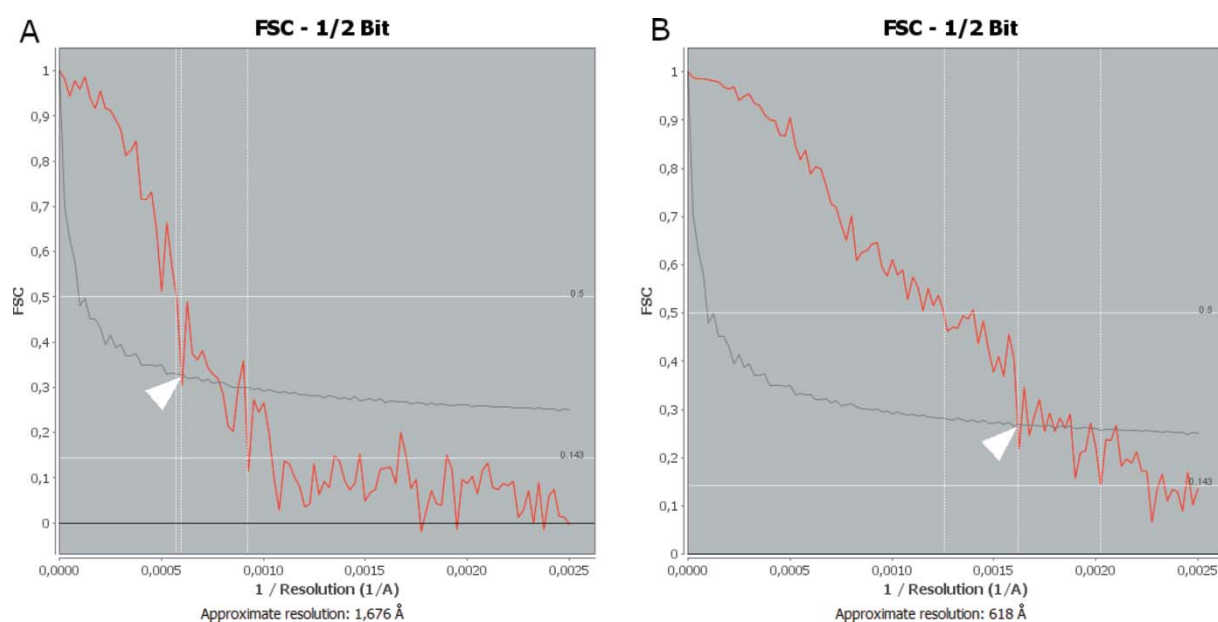 A
FSC - 1/2 Bit
FSC
1
0,9
0,8
0,7
0,6
0,5
0,4
0,3
0,2
0,1
0
0.5
0.143
0,0000 0,0005 0,0010 0,0015 0,0020 0,0025
1 / Resolution (1/A)
Approximate resolution: 1,676 Å
B
FSC - 1/2 Bit
FSC
1
0,9
0,8
0,7
0,6
0,5
0,4
0,3
0,2
0,1
0
0.5
0.143
0,0000 0,0005 0,0010 0,0015 0,0020 0,0025
1 / Resolution (1/A)
Approximate resolution: 618 Å